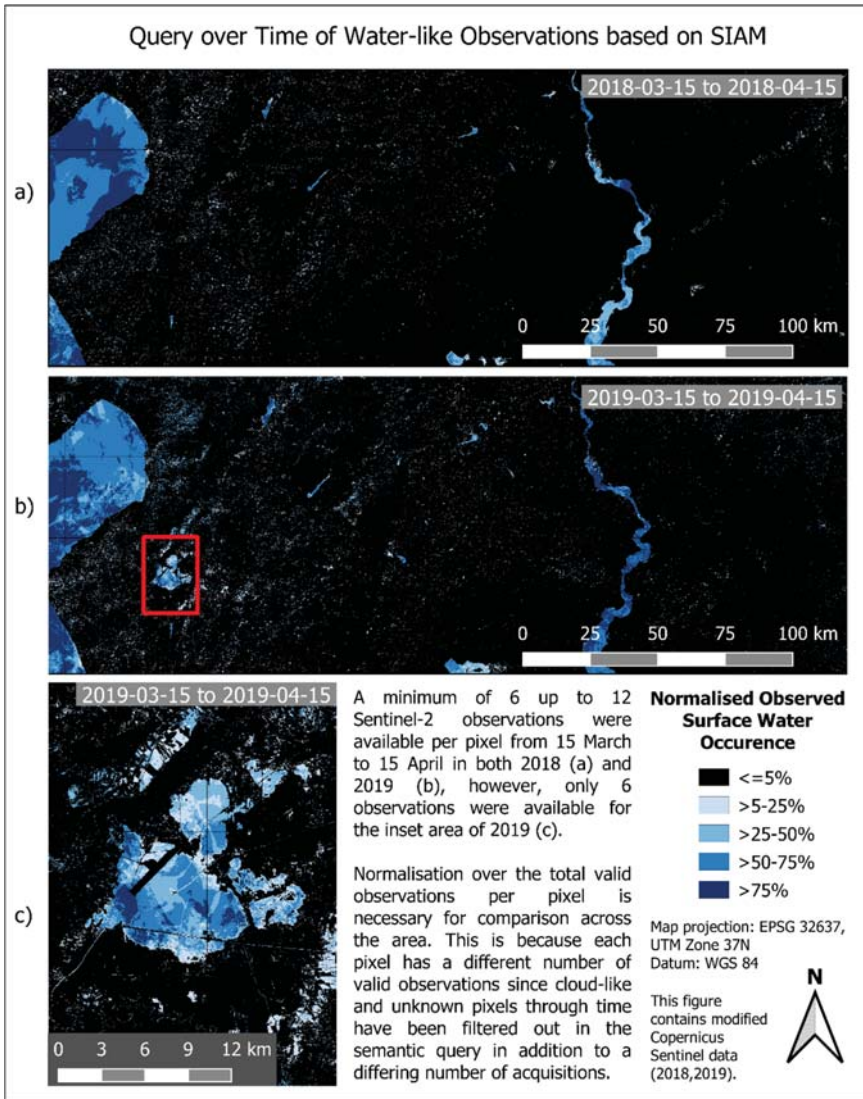 Query over Time of Water-like Observations based on SIAM
2018-03-15 to 2018-04-15
a)
0 25 50 75 100 km
2019-03-15 to 2019-04-15
b)
0 25 50 75 100 km
2019-03-15 to 2019-04-15
c)
0 3 6 9 12 km
A minimum of 6 up to 12
Sentinel-2 observations were
available per pixel from 15 March
to 15 April in both 2018 (a) and
2019 (b), however, only 6
observations were available for
the inset area of 2019 (c).
Normalisation over the total valid
observations per pixel is
necessary for comparison across
the area. This is because each
pixel has a different number of
valid observations since cloud-like
and unknown pixels through time
have been filtered out in the
semantic query in addition to a
differing number of acquisitions.
Normalised Observed
Surface Water
Occurence
<=5%
>5-25%
>25-50%
>50-75%
>75%
Map projection: EPSG 32637,
UTM Zone 37N
Datum: WGS 84
This figure
contains modified
Copernicus
Sentinel data
(2018,2019).
N